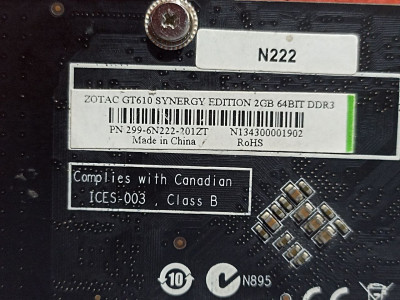 N222
ZOTAC GT610 SYNERGY EDITION 2GB 64BIT DDR3
PN 299-6N222-201ZT N134300001902
Made in China RoHS
Complies with Canadian
ICES-003 , Class B
10 N895